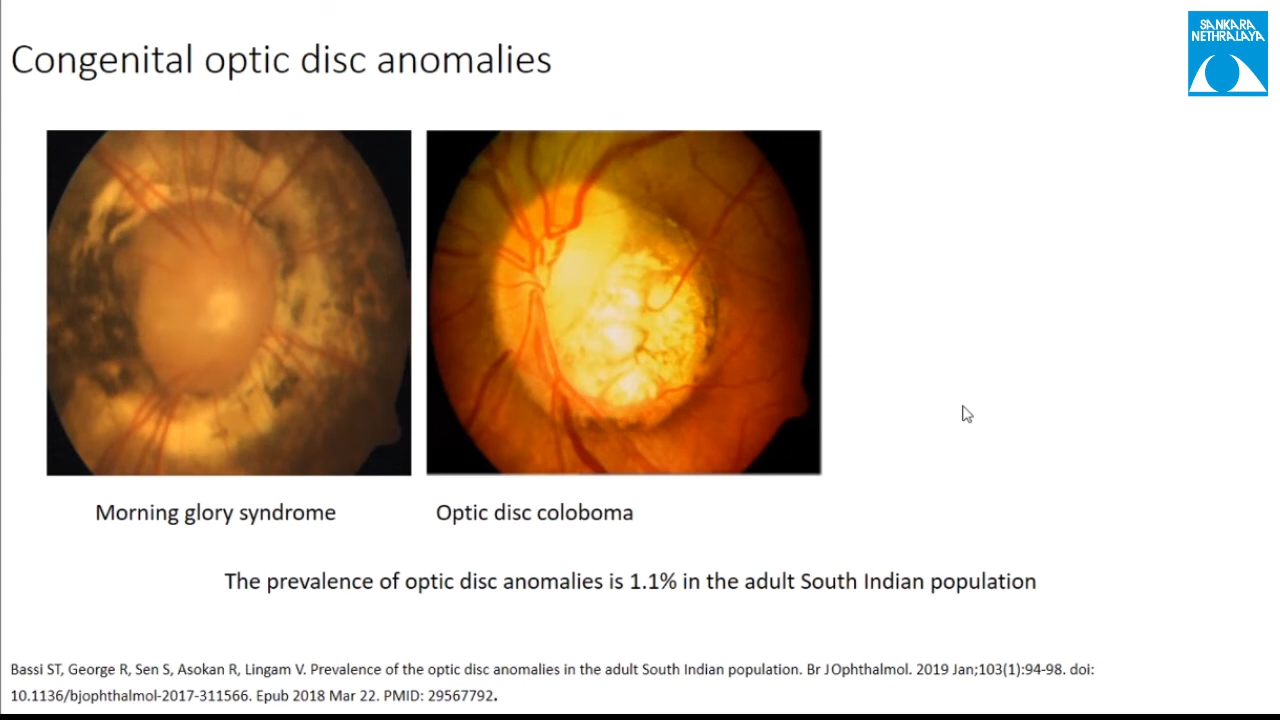 SANKARA
NETHRALAYA
Congenital optic disc anomalies
Morning glory syndrome
Optic disc coloboma
The prevalence of optic disc anomalies is 1.1% in the adult South Indian population
Bassi ST, George R, Sen S, Asokan R, Lingam V. Prevalence of the optic disc anomalies in the adult South Indian population. Br J Ophthalmol. 2019 Jan;103(1):94-98. doi:
10.1136/bjophthalmol-2017-311566. Epub 2018 Mar 22. PMID: 29567792.